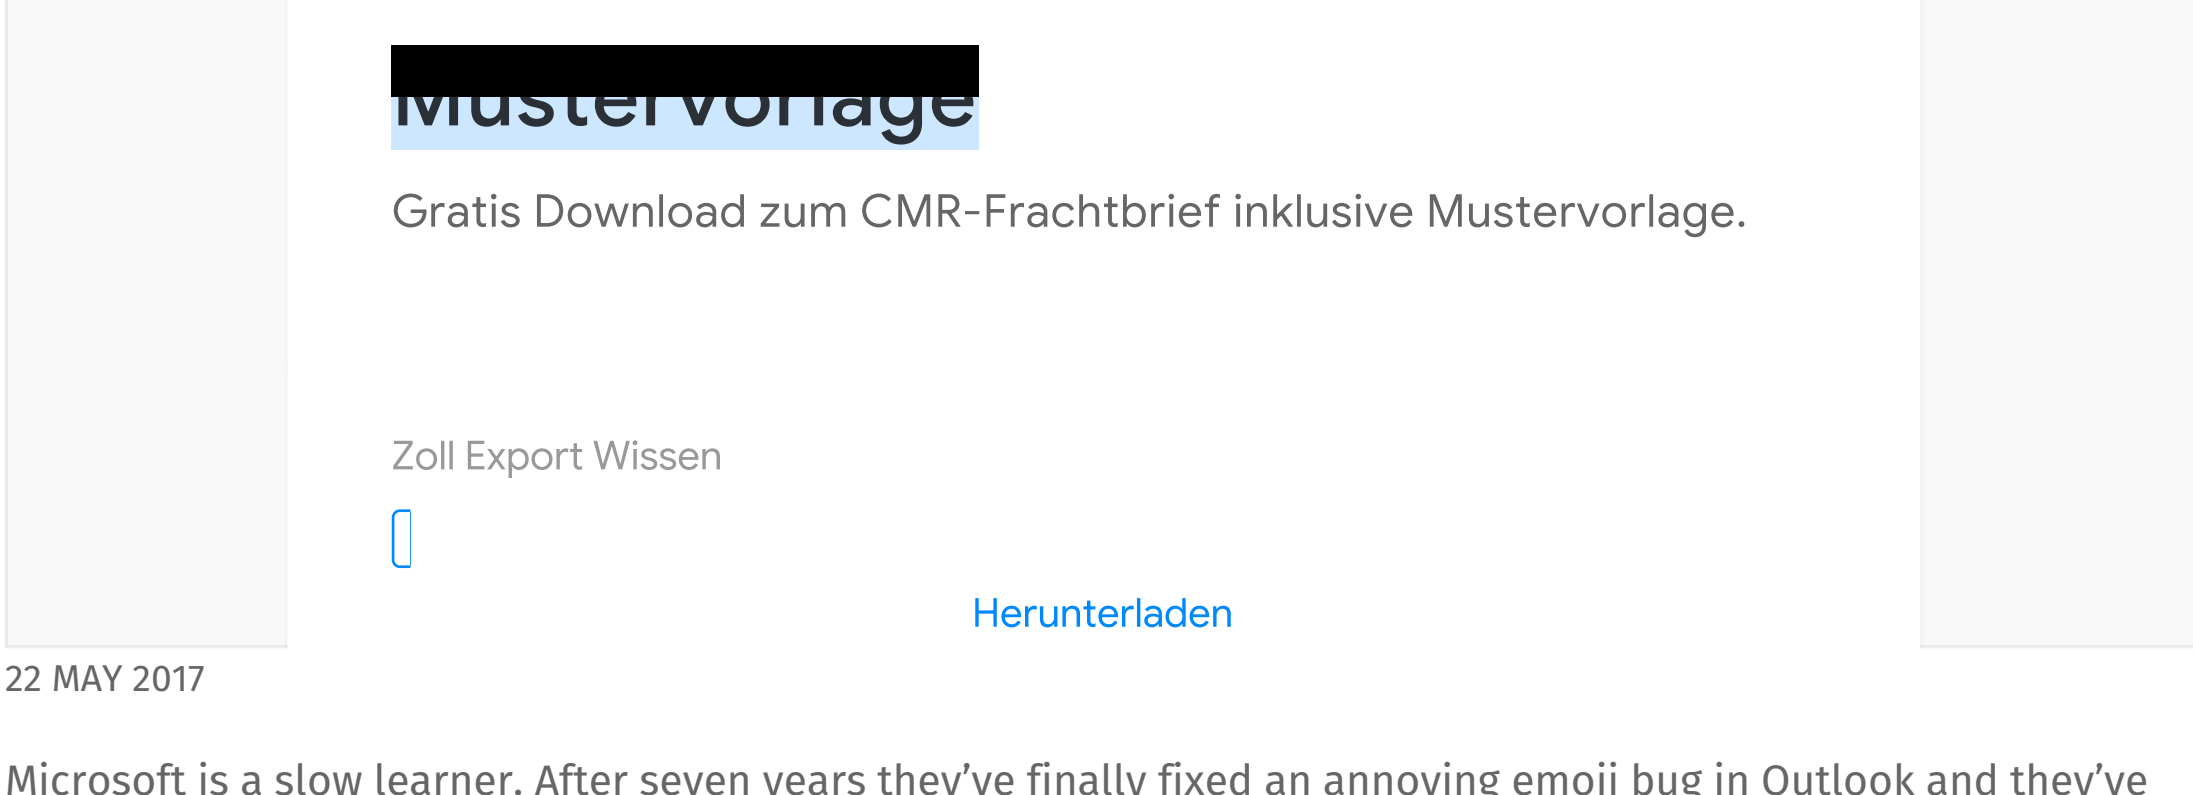 Mustervorlage
Gratis Download zum CMR-Frachtbrief inklusive Mustervorlage.
Zoll Export Wissen
Herunterladen
22 MAY 2017
Microsoft is a slow learner. After seven years they’ve finally fixed an annoying emoji bug in Outlook and they’ve